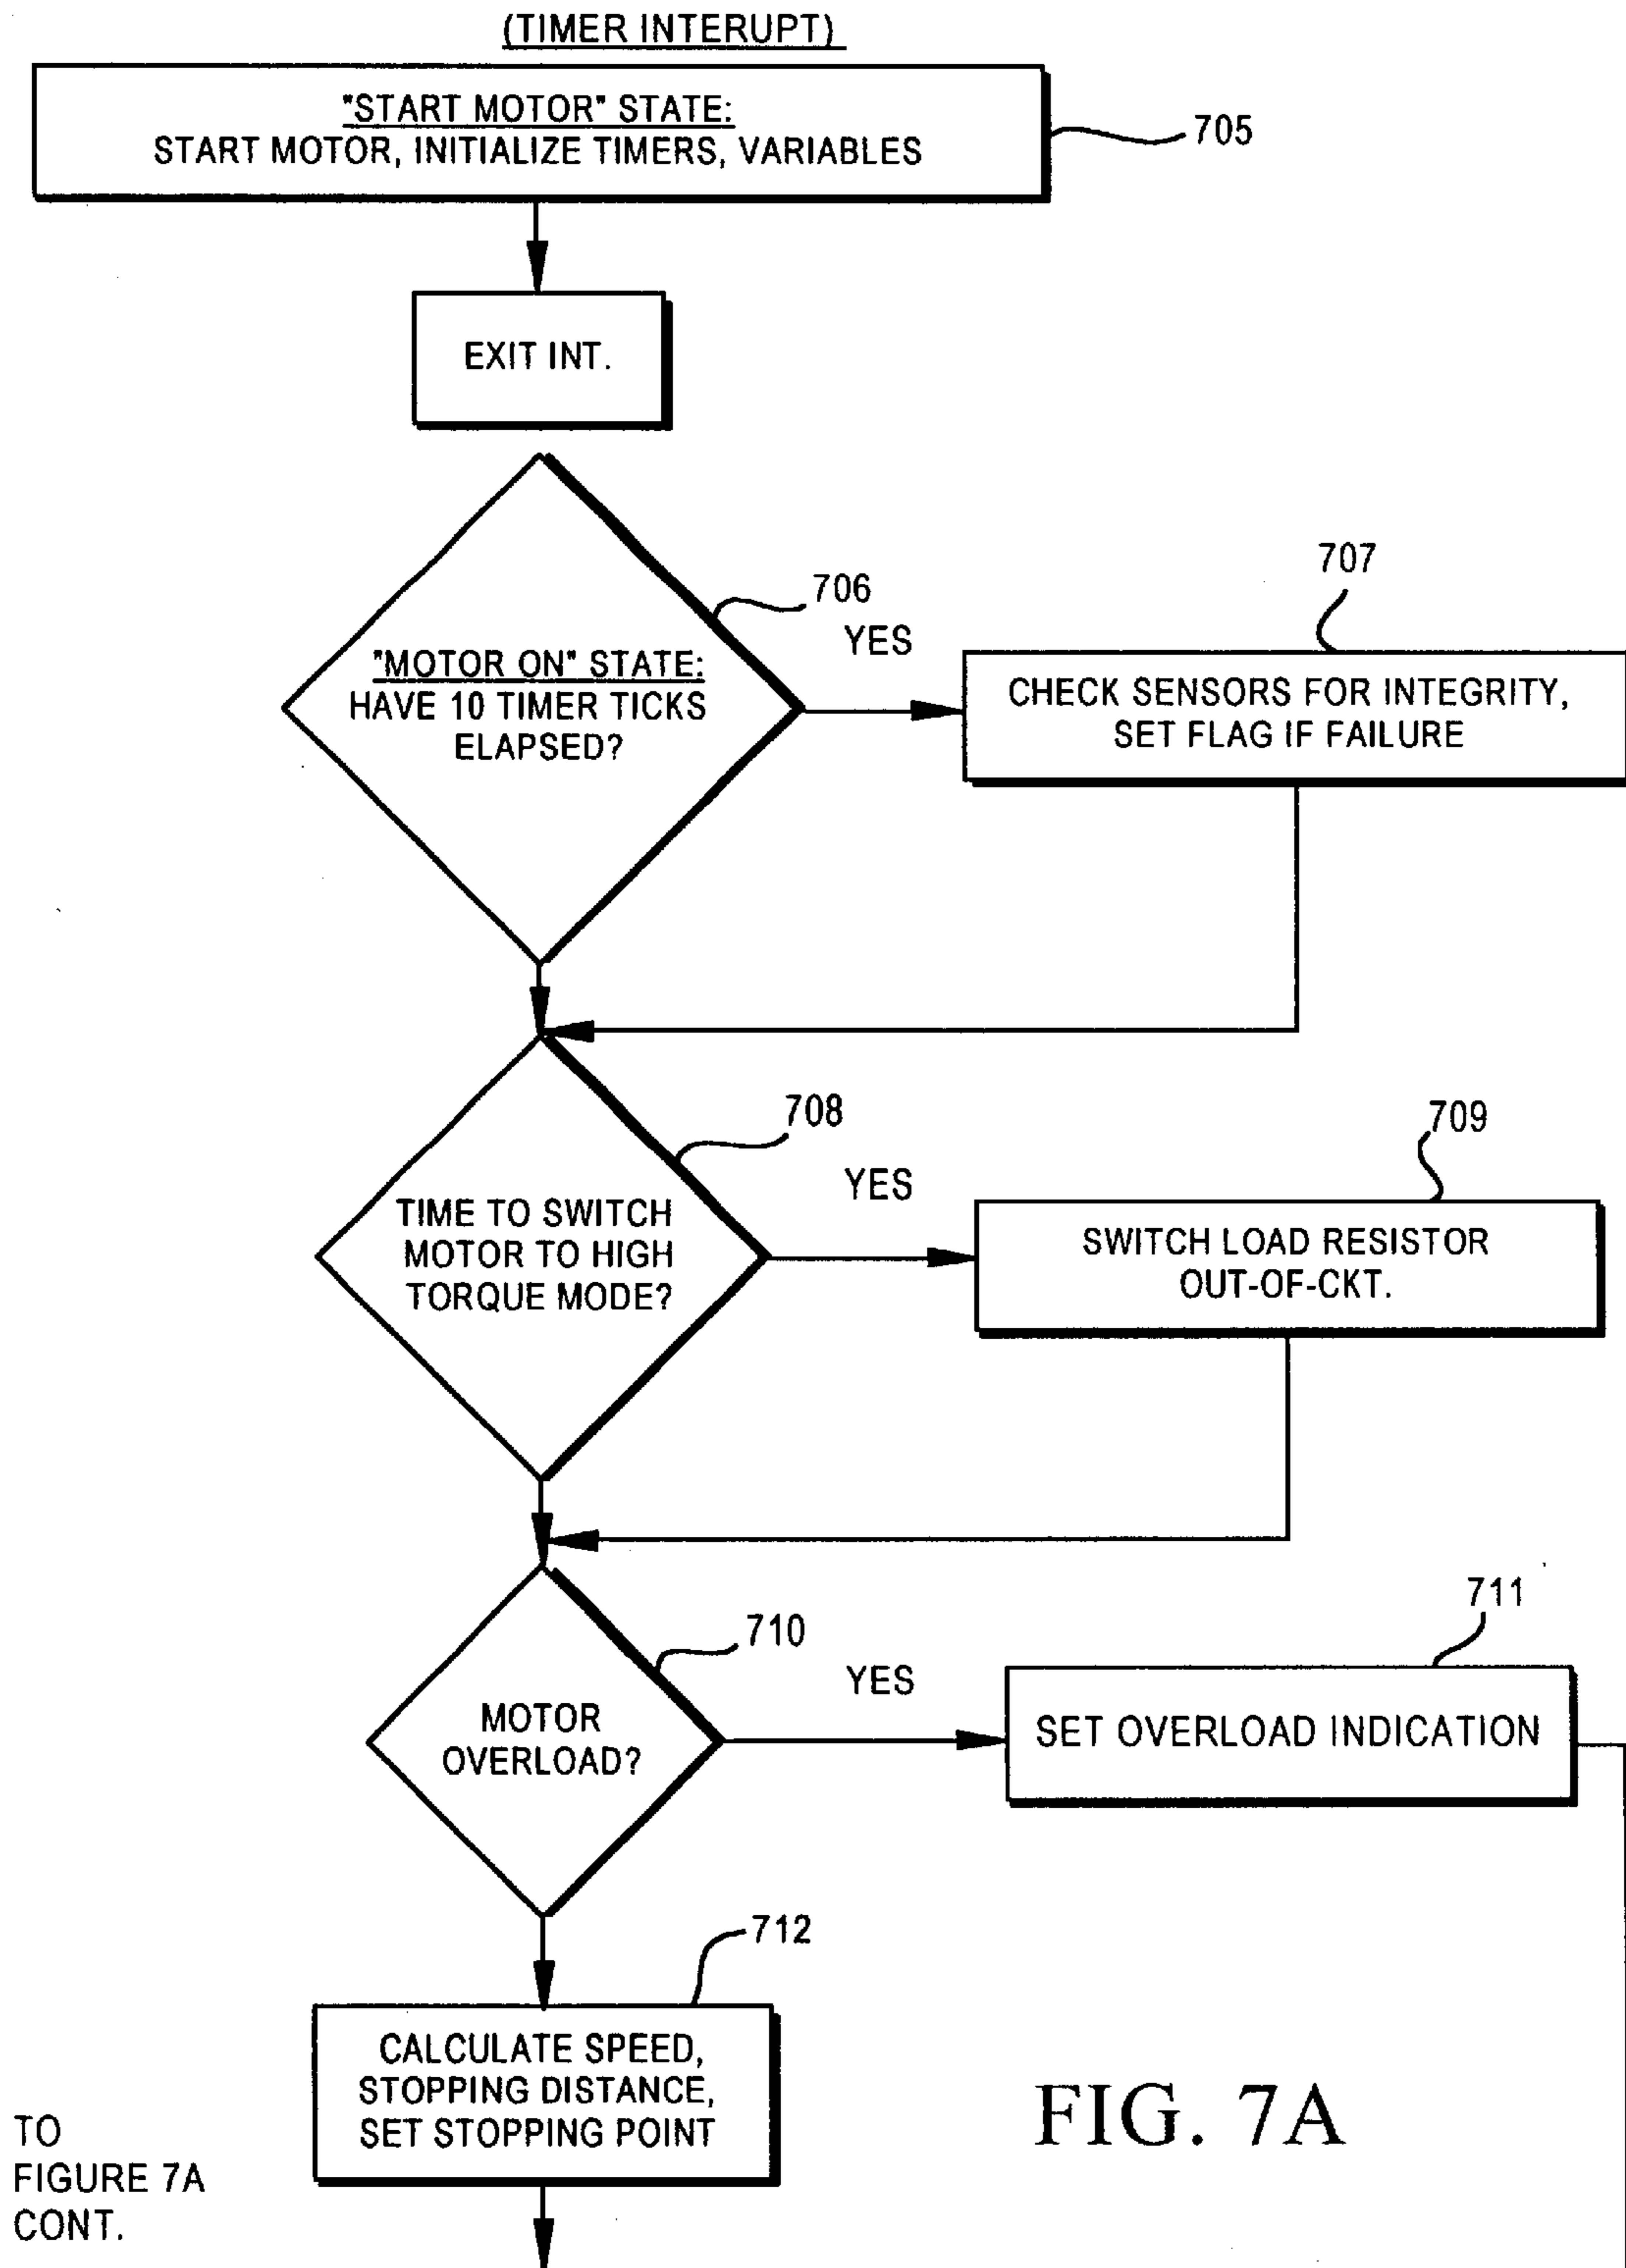 (TIMER INTERUPT)
"START MOTOR" STATE:
START MOTOR, INITIALIZE TIMERS, VARIABLES
705
EXIT INT.
706
"MOTOR ON" STATE:
HAVE 10 TIMER TICKS
ELAPSED?
YES
707
CHECK SENSORS FOR INTEGRITY,
SET FLAG IF FAILURE
708
TIME TO SWITCH
MOTOR TO HIGH
TORQUE MODE?
YES
709
SWITCH LOAD RESISTOR
OUT-OF-CKT.
710
MOTOR
OVERLOAD?
YES
711
SET OVERLOAD INDICATION
712
CALCULATE SPEED,
STOPPING DISTANCE,
SET STOPPING POINT
TO
FIGURE 7A
CONT.
FIG. 7A